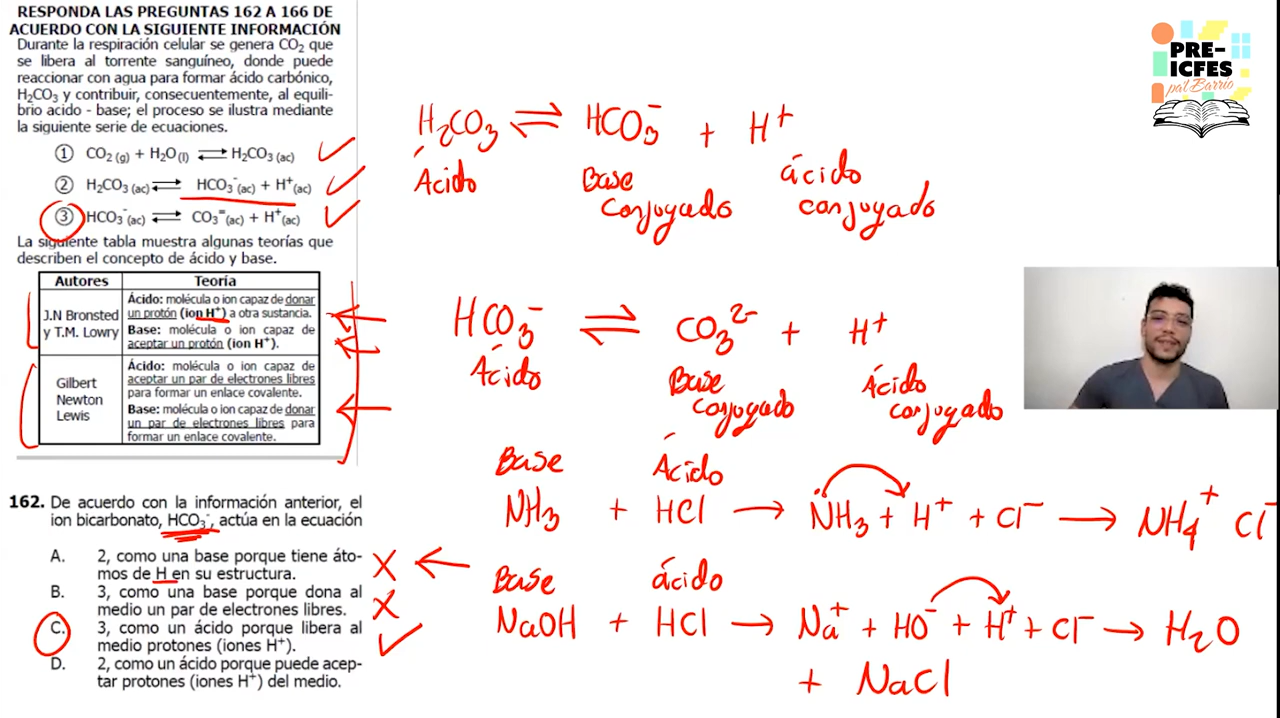 RESPONDA LAS PREGUNTAS 162 A 166 DE
ACUERDO CON LA SIGUIENTE INFORMACIÓN
Durante la respiración celular se genera CO₂ que
se libera al torrente sanguíneo, donde puede
reaccionar con agua para formar ácido carbónico,
H₂CO₃ y contribuir, consecuentemente, al equili-
brio acido - base; el proceso se ilustra mediante
la siguiente serie de ecuaciones.
① CO₂ (g) + H₂O (l) ⇌ H₂CO₃ (ac)
② H₂CO₃ (ac) ⇌ HCO₃⁻(ac) + H⁺(ac)
③ HCO₃⁻(ac) ⇌ CO₃⁼(ac) + H⁺(ac)
La siguiente tabla muestra algunas teorías que
describen el concepto de ácido y base.
Autores Teoría
J.N Bronsted
y T.M. Lowry
Ácido: molécula o ion capaz de donar
un protón (ion H⁺) a otra sustancia.
Base: molécula o ion capaz de
aceptar un protón (ion H⁺).
Gilbert
Newton
Lewis
Ácido: molécula o ion capaz de
aceptar un par de electrones libres
para formar un enlace covalente.
Base: molécula o ion capaz de donar
un par de electrones libres para
formar un enlace covalente.
162. De acuerdo con la información anterior, el
ion bicarbonato, HCO₃⁻, actúa en la ecuación
A. 2, como una base porque tiene áto-
mos de H en su estructura.
B. 3, como una base porque dona al
medio un par de electrones libres.
C. 3, como un ácido porque libera al
medio protones (iones H⁺).
D. 2, como un ácido porque puede acep-
tar protones (iones H⁺) del medio.
H₂CO₃ ⇌ HCO₃⁻ + H⁺
Ácido Base ácido
conjoyado conjoyado
HCO₃⁻ ⇌ CO₃²⁻ + H⁺
Ácido Base Ácido
conjoyado conjoyado
Base Ácido
NH₃ + HCl → NH₃ + H⁺ + Cl⁻ → NH₄⁺ Cl⁻
Base ácido
NaOH + HCl → Na⁺ + HO⁻ + H⁺ + Cl⁻ → H₂O
+ NaCl
PRE-
ICFES
pa'l Barrio